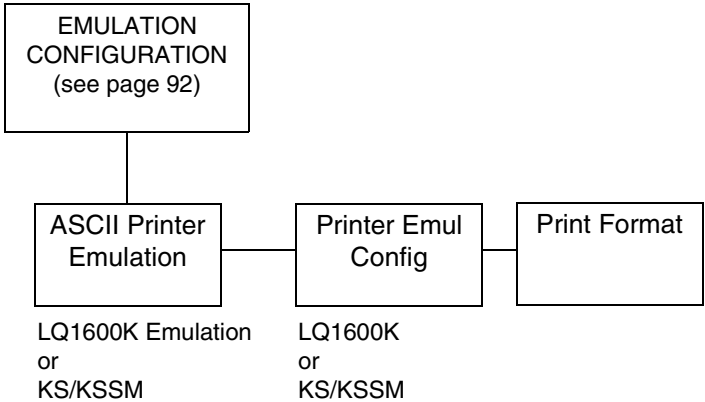 EMULATION
CONFIGURATION
(see page 92)
ASCII Printer
Emulation
Printer Emul
Config
Print Format
LQ1600K Emulation
or
KS/KSSM
LQ1600K
or
KS/KSSM